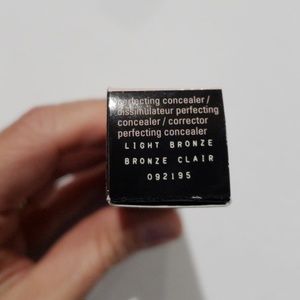 perfecting concealer /
dissimulateur perfecting
concealer / corrector
perfecting concealer
LIGHT BRONZE
BRONZE CLAIR
092195